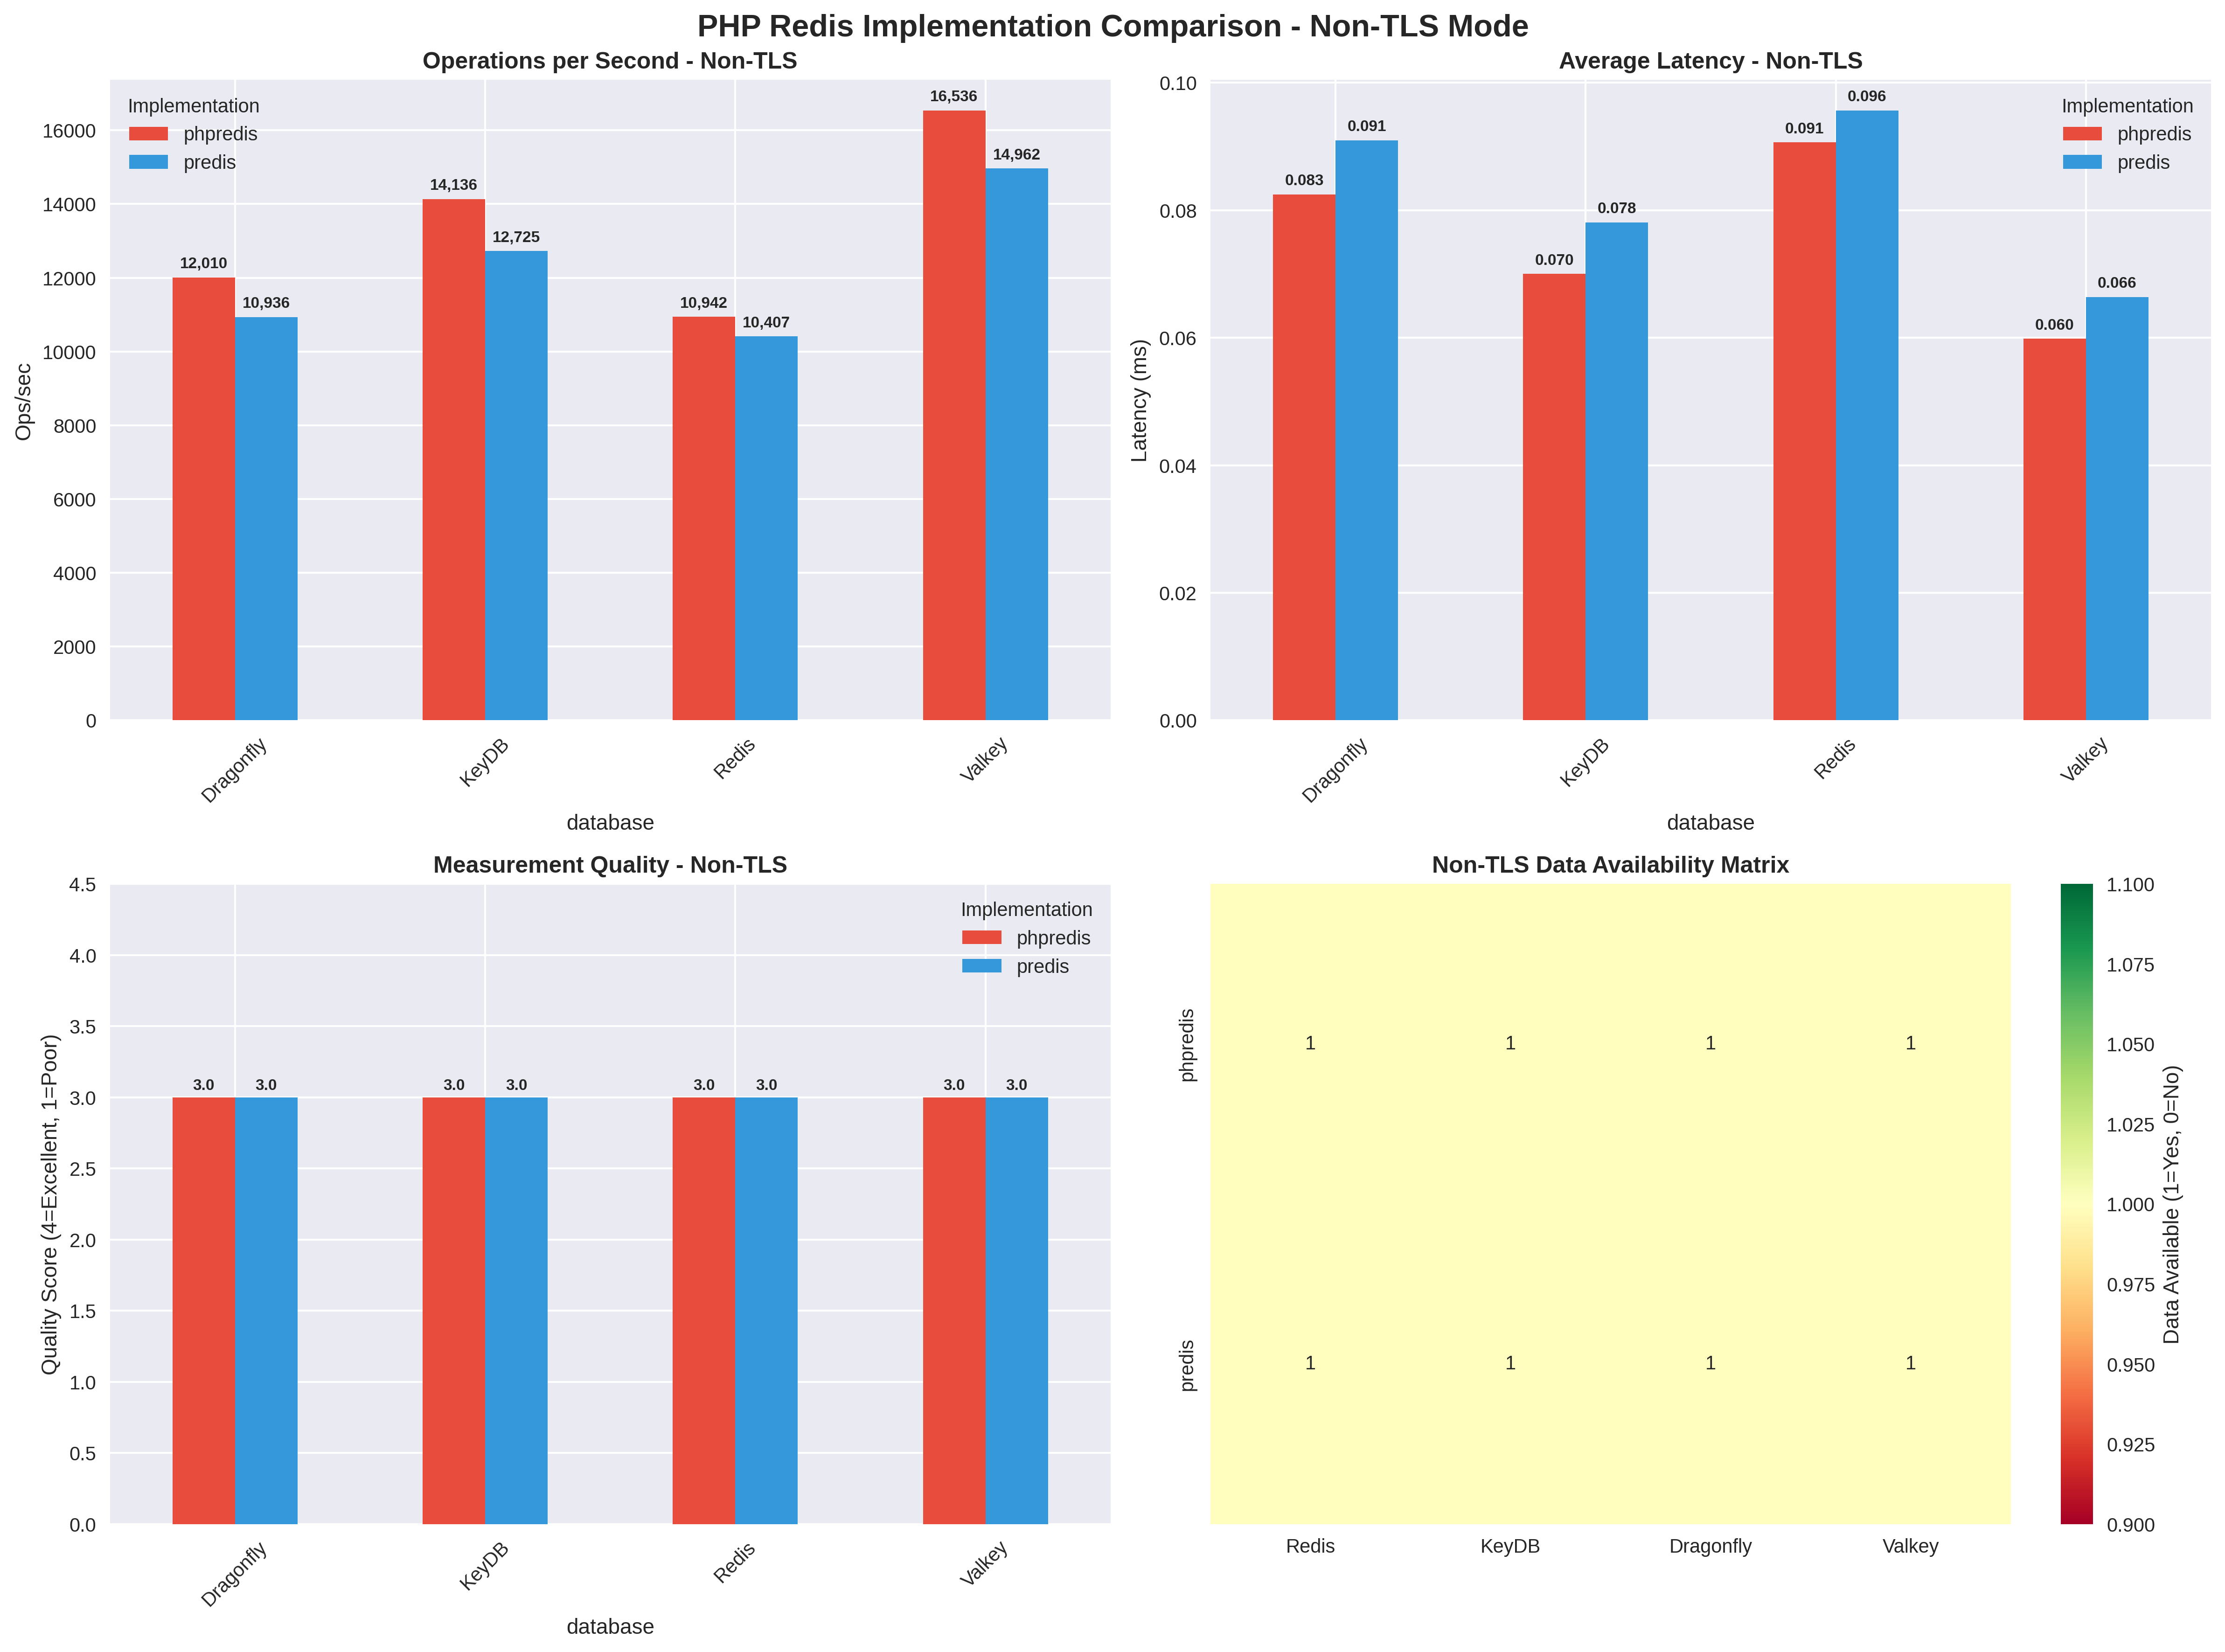 PHP Redis Implementation Comparison - Non-TLS Mode
Operations per Second - Non-TLS
Implementation
phpredis
predis
16000
14000
12000
10000
8000
6000
4000
2000
0
Ops/sec
12,010
10,936
14,136
12,725
10,942
10,407
16,536
14,962
Dragonfly
KeyDB
Redis
Valkey
database
Average Latency - Non-TLS
Implementation
phpredis
predis
0.10
0.08
0.06
0.04
0.02
0.00
Latency (ms)
0.083
0.091
0.070
0.078
0.091
0.096
0.060
0.066
Dragonfly
KeyDB
Redis
Valkey
database
Measurement Quality - Non-TLS
Implementation
phpredis
predis
4.5
4.0
3.5
3.0
2.5
2.0
1.5
1.0
0.5
0.0
Quality Score (4=Excellent, 1=Poor)
3.0
3.0
3.0
3.0
3.0
3.0
3.0
3.0
Dragonfly
KeyDB
Redis
Valkey
database
Non-TLS Data Availability Matrix
phpredis
1
1
1
1
predis
1
1
1
1
Redis
KeyDB
Dragonfly
Valkey
1.100
1.075
1.050
1.025
1.000
0.975
0.950
0.925
0.900
Data Available (1=Yes, 0=No)